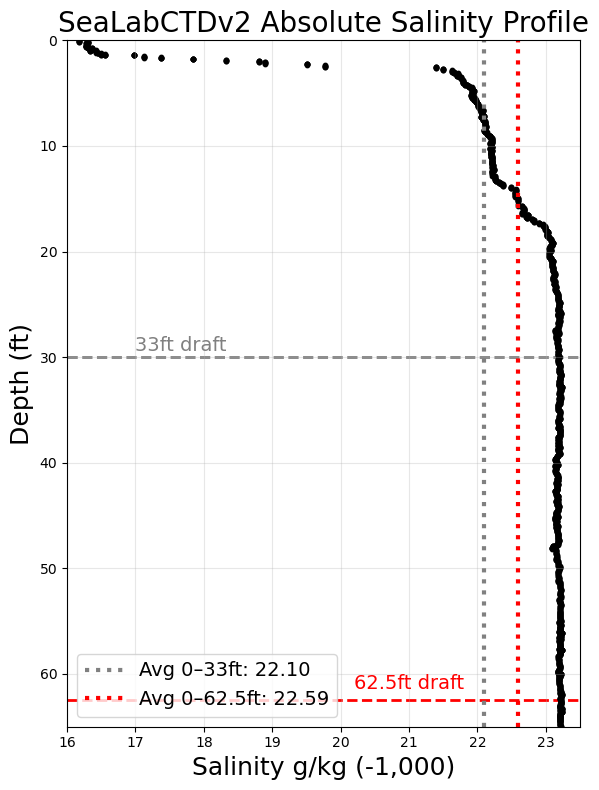 SeaLabCTDv2 Absolute Salinity Profile
0
10
20
30
40
50
60
Depth (ft)
33ft draft
62.5ft draft
Avg 0–33ft: 22.10
Avg 0–62.5ft: 22.59
16 17 18 19 20 21 22 23
Salinity g/kg (-1,000)